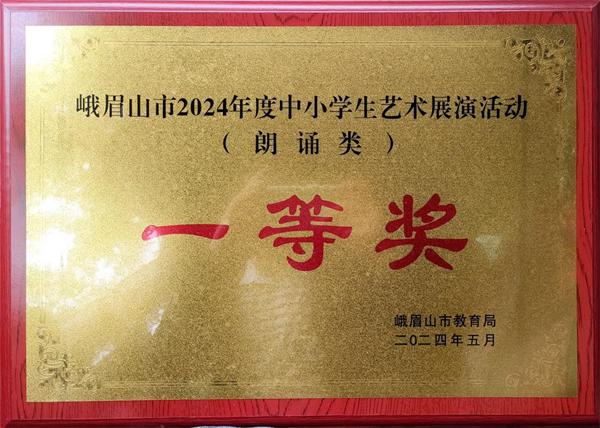 峨眉山市2024年度中小学生艺术展演活动
（朗诵类）
一等奖
峨眉山市教育局
二〇二四年五月